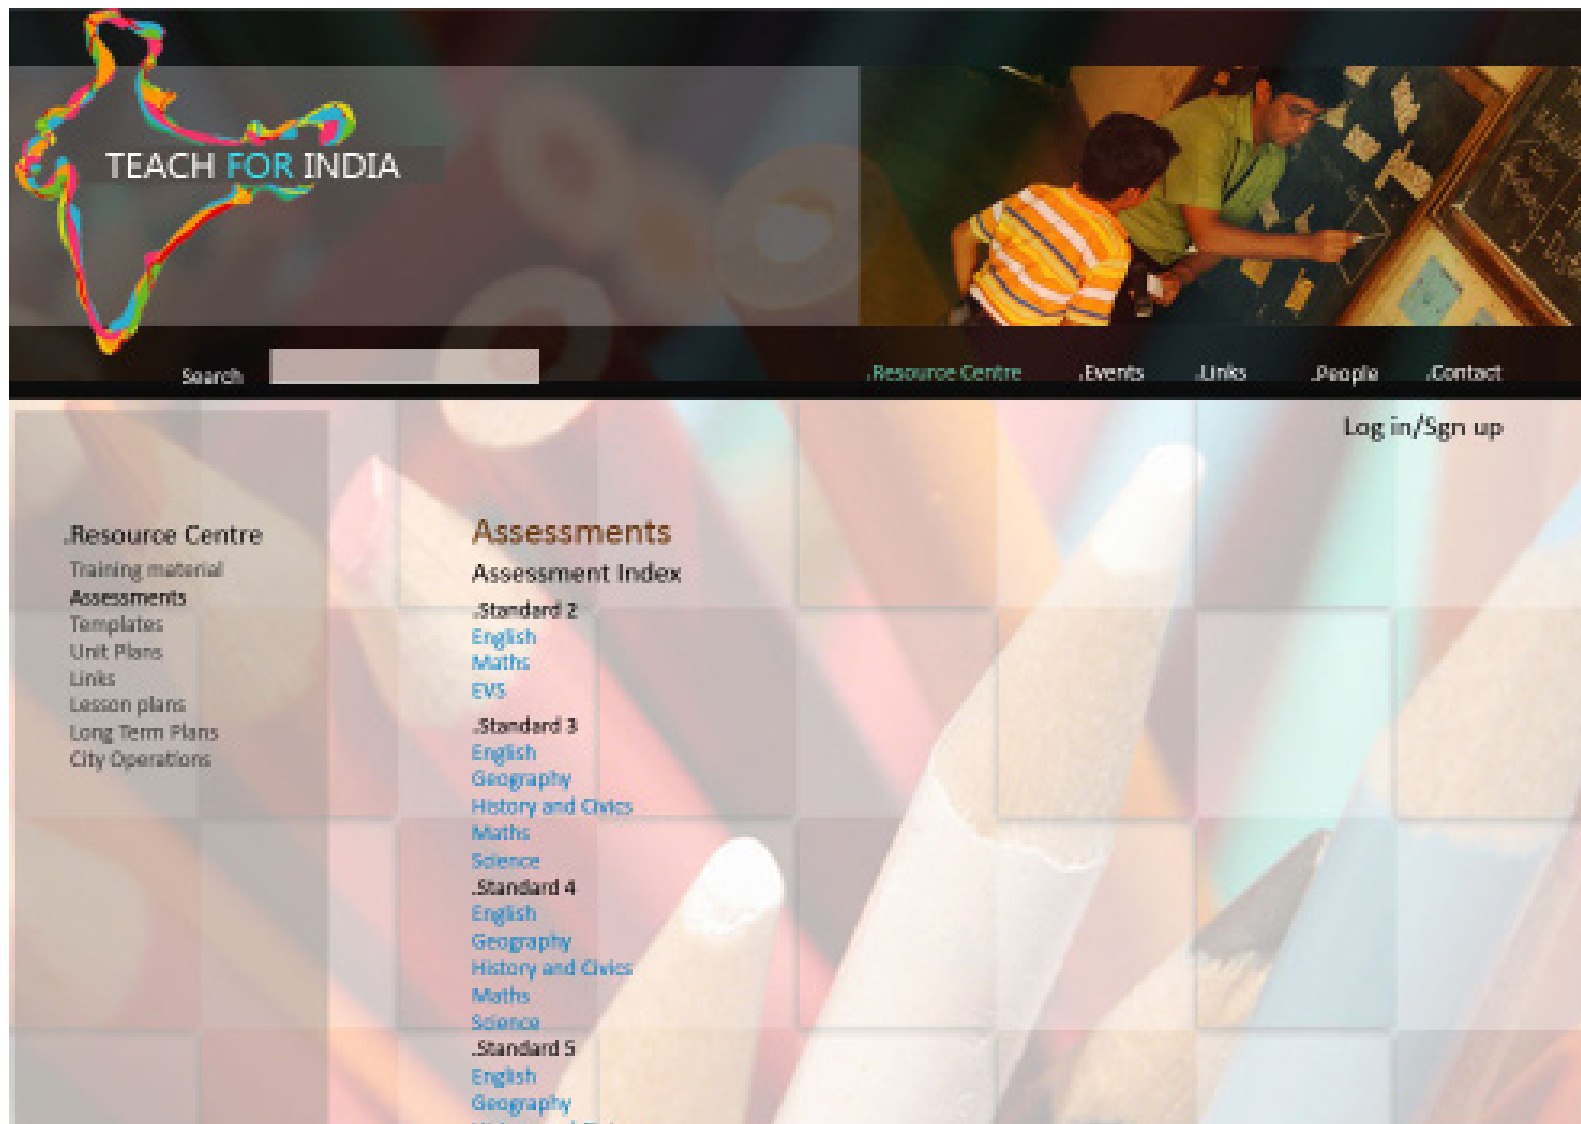 TEACH FOR INDIA
Search
.Resource Centre .Events .Links .People .Contact
Log in/Sgn up
.Resource Centre
Training material
Assessments
Templates
Unit Plans
Links
Lesson plans
Long Term Plans
City Operations
Assessments
Assessment Index
.Standard 2
English
Maths
EVS
.Standard 3
English
Geography
History and Civics
Maths
Science
.Standard 4
English
Geography
History and Civics
Maths
Science
.Standard 5
English
Geography